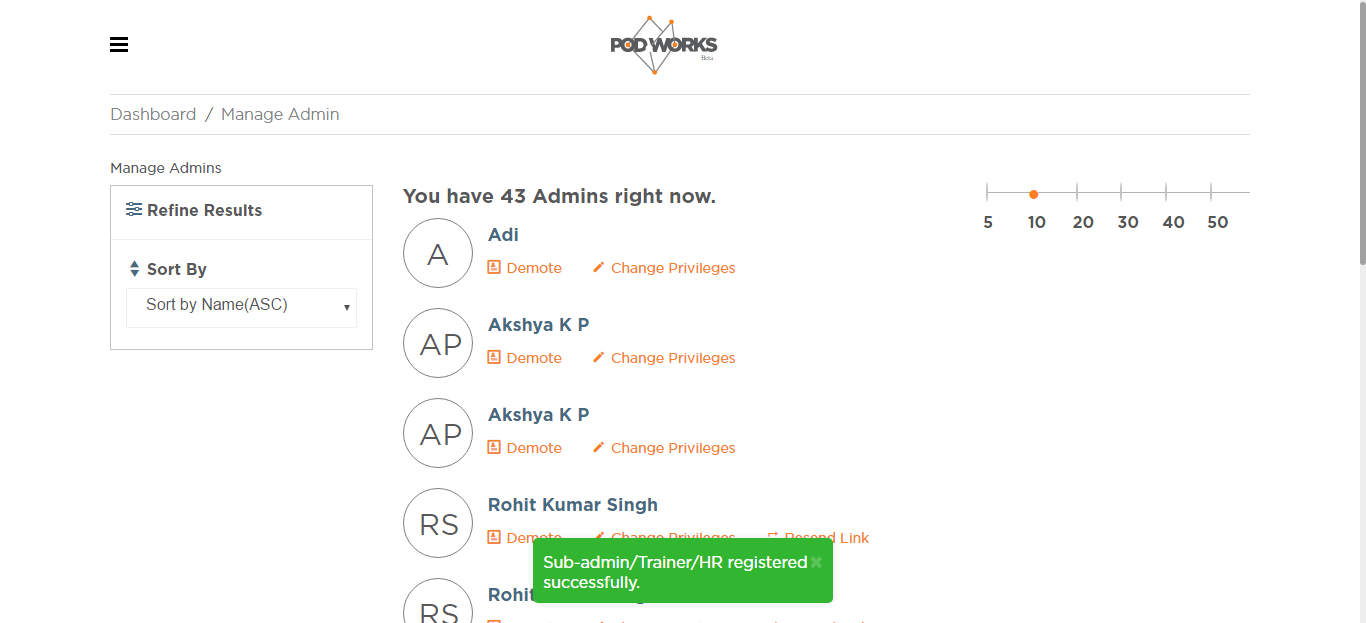 POD WORKS
Beta
Dashboard / Manage Admin
Manage Admins
Refine Results
Sort By
Sort by Name(ASC)
You have 43 Admins right now.
5 10 20 30 40 50
A
Adi
Demote Change Privileges
AP
Akshya K P
Demote Change Privileges
AP
Akshya K P
Demote Change Privileges
RS
Rohit Kumar Singh
Demote Change Privileges Resend Link
RS
Sub-admin/Trainer/HR registered
successfully.